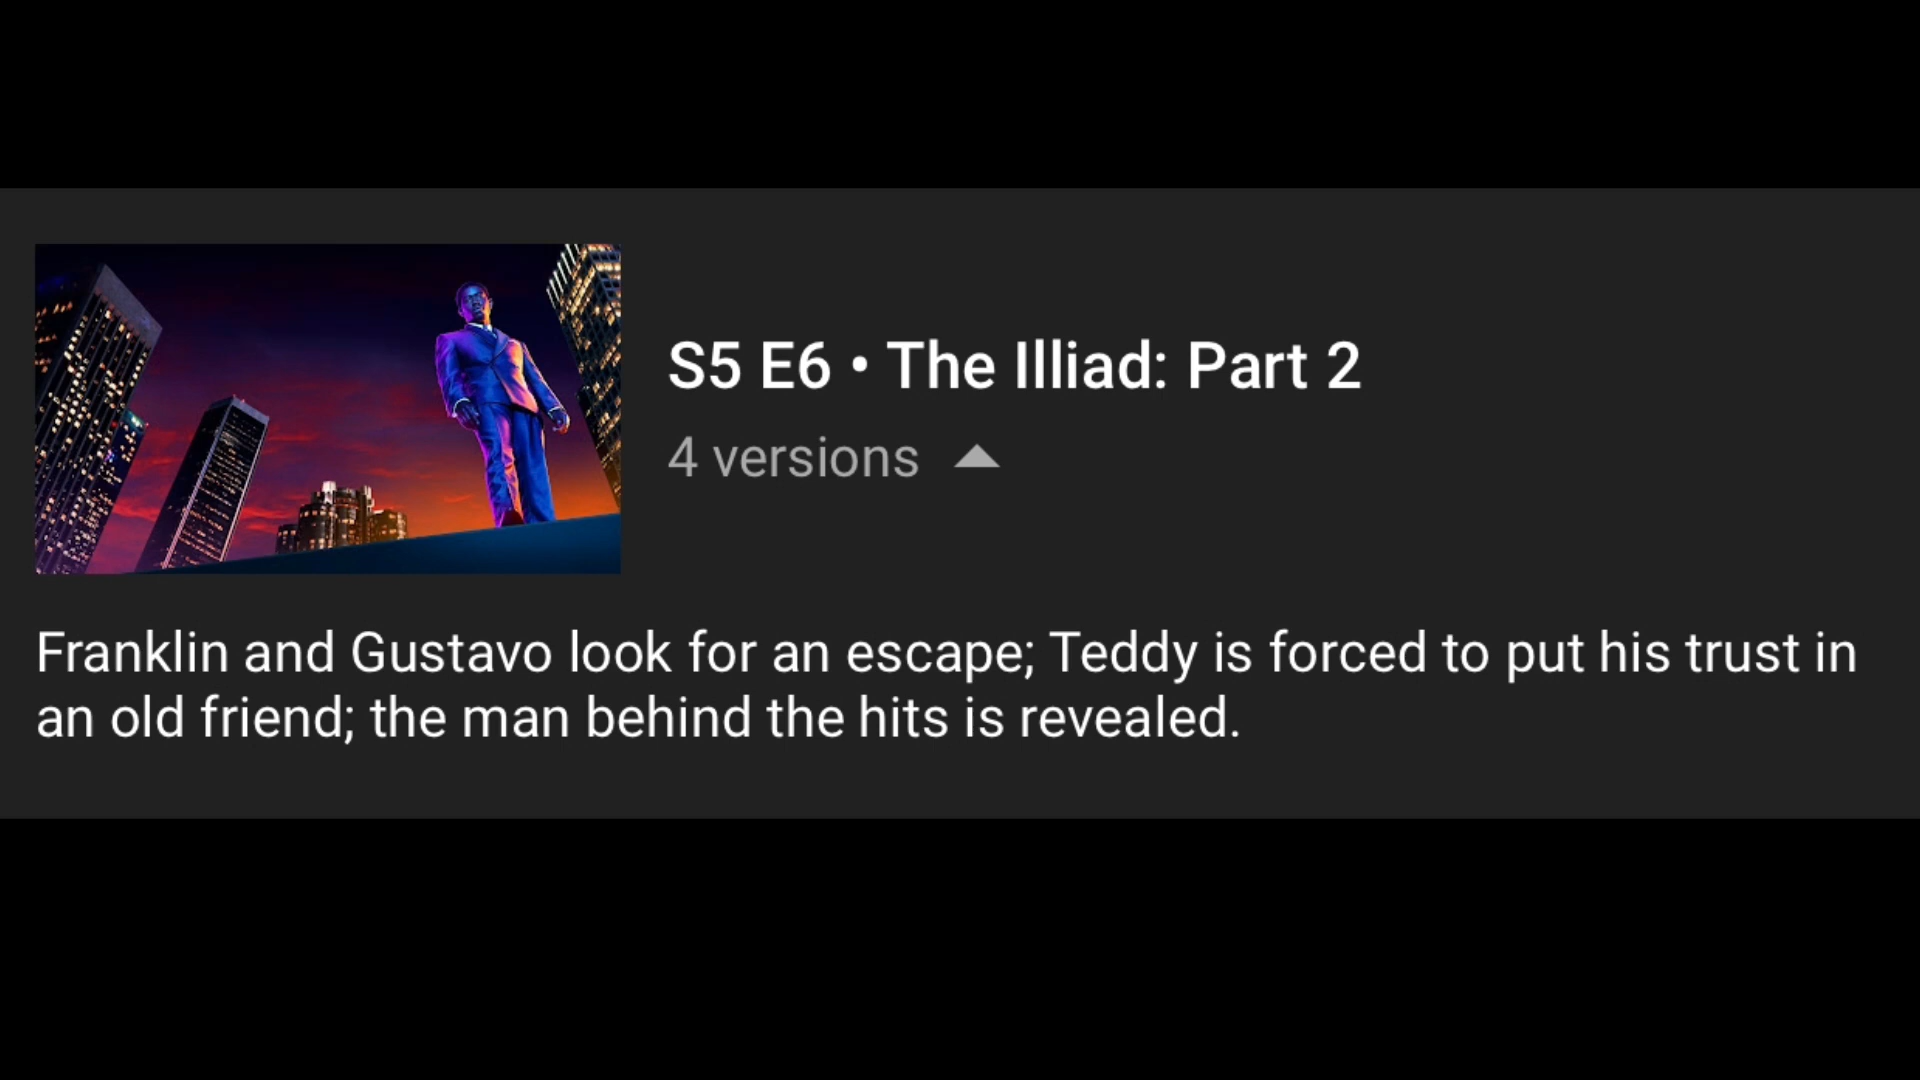 S5 E6 • The Illiad: Part 2
4 versions
Franklin and Gustavo look for an escape; Teddy is forced to put his trust in
an old friend; the man behind the hits is revealed.